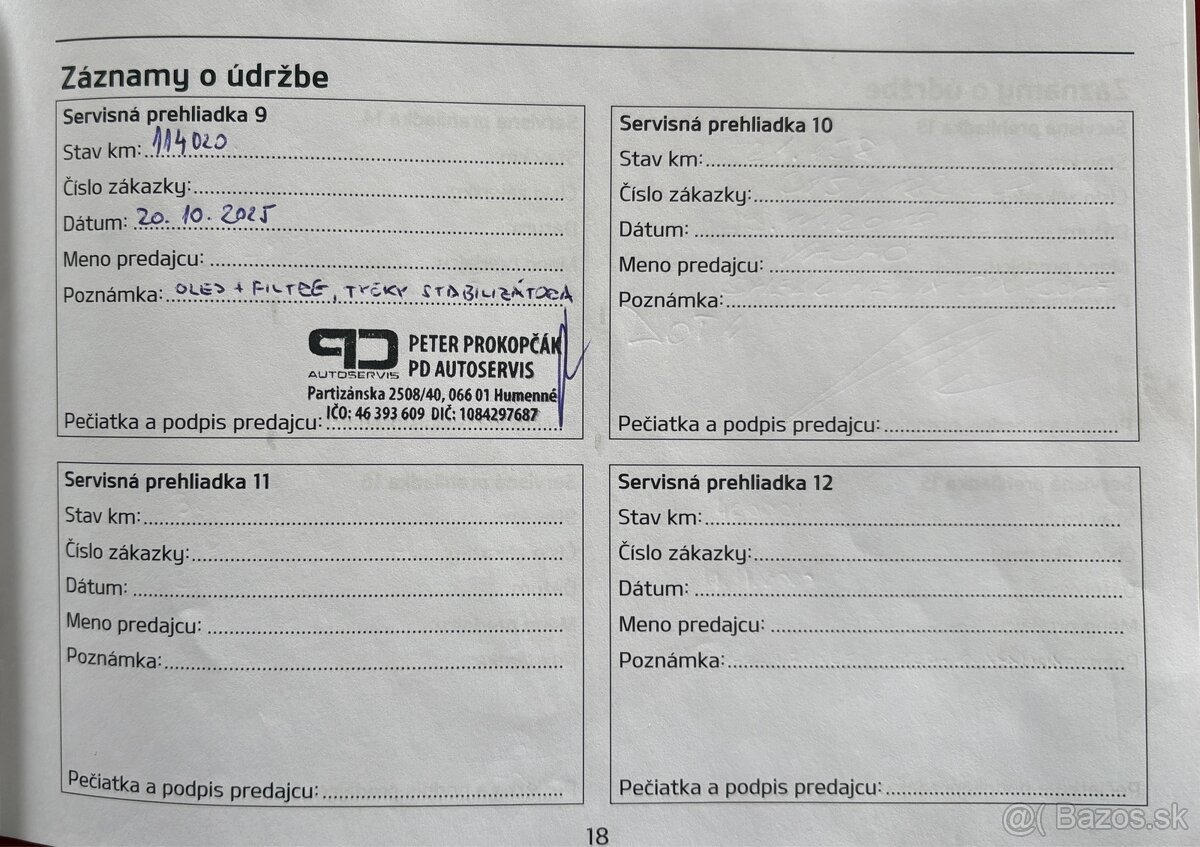 Záznamy o údržbe
Servisná prehliadka 9
Stav km: 114020
Číslo zákazky:
Dátum: 20. 10. 2025
Meno predajcu:
Poznámka: OLEJ + FILTRE, TYČKY STABILIZÁTORA
PD AUTOSERVIS
PETER PROKOPČÁK
PD AUTOSERVIS
Partizánska 2508/40, 066 01 Humenné
IČO: 46 393 609 DIČ: 1084297687
Pečiatka a podpis predajcu:
Servisná prehliadka 10
Stav km:
Číslo zákazky:
Dátum:
Meno predajcu:
Poznámka:
Pečiatka a podpis predajcu:
Servisná prehliadka 11
Stav km:
Číslo zákazky:
Dátum:
Meno predajcu:
Poznámka:
Pečiatka a podpis predajcu:
Servisná prehliadka 12
Stav km:
Číslo zákazky:
Dátum:
Meno predajcu:
Poznámka:
Pečiatka a podpis predajcu:
18
@( Bazos.sk